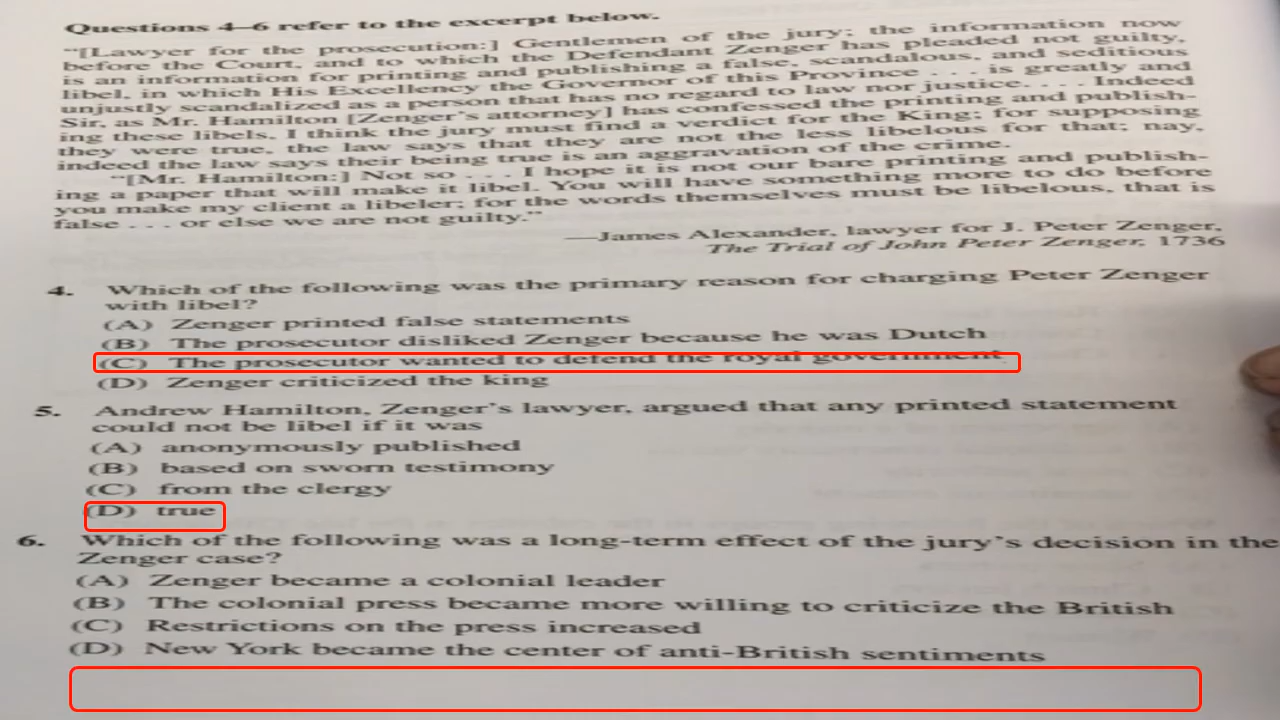 Questions 4–6 refer to the excerpt below.
"[Lawyer for the prosecution:] Gentlemen of the jury; the information now
before the Court, and to which the Defendant Zenger has pleaded not guilty,
is an information for printing and publishing a false, scandalous, and seditious
libel, in which His Excellency the Governor of this Province . . . is greatly and
unjustly scandalized as a person that has no regard to law nor justice. . . . Indeed
Sir, as Mr. Hamilton [Zenger's attorney] has confessed the printing and publish-
ing these libels, I think the jury must find a verdict for the King; for supposing
they were true, the law says that they are not the less libelous for that; nay,
indeed the law says their being true is an aggravation of the crime.
"[Mr. Hamilton:] Not so . . . I hope it is not our bare printing and publish-
ing a paper that will make it libel. You will have something more to do before
you make my client a libeler; for the words themselves must be libelous, that is
false . . . or else we are not guilty."
—James Alexander, lawyer for J. Peter Zenger,
The Trial of John Peter Zenger, 1736
4. Which of the following was the primary reason for charging Peter Zenger
with libel?
(A) Zenger printed false statements
(B) The prosecutor disliked Zenger because he was Dutch
(C) The prosecutor wanted to defend the royal government
(D) Zenger criticized the king
5. Andrew Hamilton, Zenger's lawyer, argued that any printed statement
could not be libel if it was
(A) anonymously published
(B) based on sworn testimony
(C) from the clergy
(D) true
6. Which of the following was a long-term effect of the jury's decision in the
Zenger case?
(A) Zenger became a colonial leader
(B) The colonial press became more willing to criticize the British
(C) Restrictions on the press increased
(D) New York became the center of anti-British sentiments